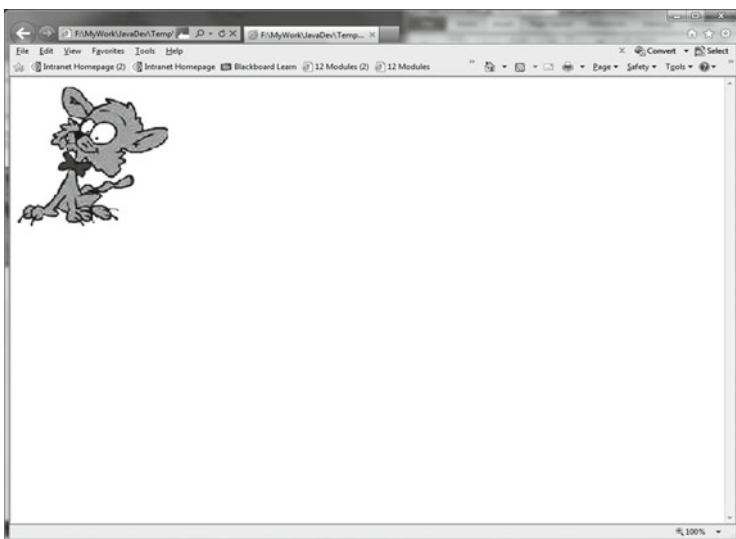 F:\MyWork\JavaDev\Temp\ F:\MyWork\JavaDev\Temp...
File Edit View Favorites Tools Help Convert Select
Intranet Homepage (2) Intranet Homepage Blackboard Learn 12 Modules (2) 12 Modules Page Safety Tools
100%